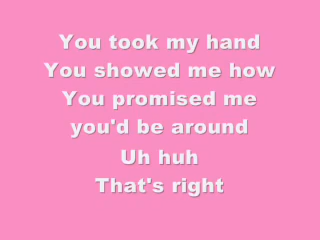 You took my hand
You showed me how
You promised me
you'd be around
Uh huh
That's right